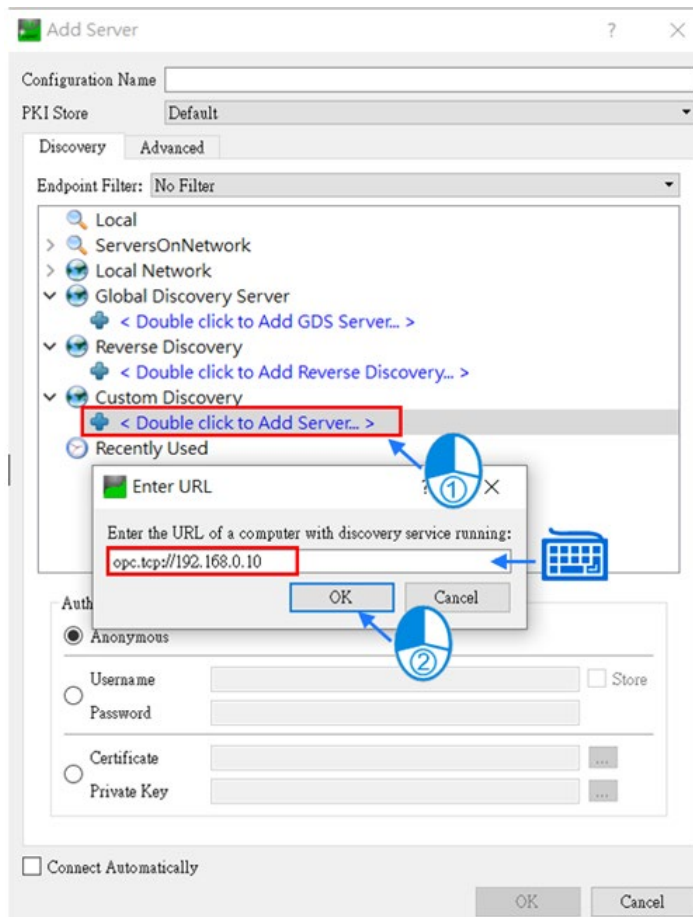 Add Server ?
Configuration Name
PKI Store Default
Discovery Advanced
Endpoint Filter: No Filter
Local
ServersOnNetwork
Local Network
Global Discovery Server
< Double click to Add GDS Server... >
Reverse Discovery
< Double click to Add Reverse Discovery... >
Custom Discovery
< Double click to Add Server... >
Recently Used
①
Enter URL
Enter the URL of a computer with discovery service running:
opc.tcp://192.168.0.10
OK Cancel
②
Anonymous
Username Store
Password
Certificate ...
Private Key ...
Connect Automatically
OK Cancel